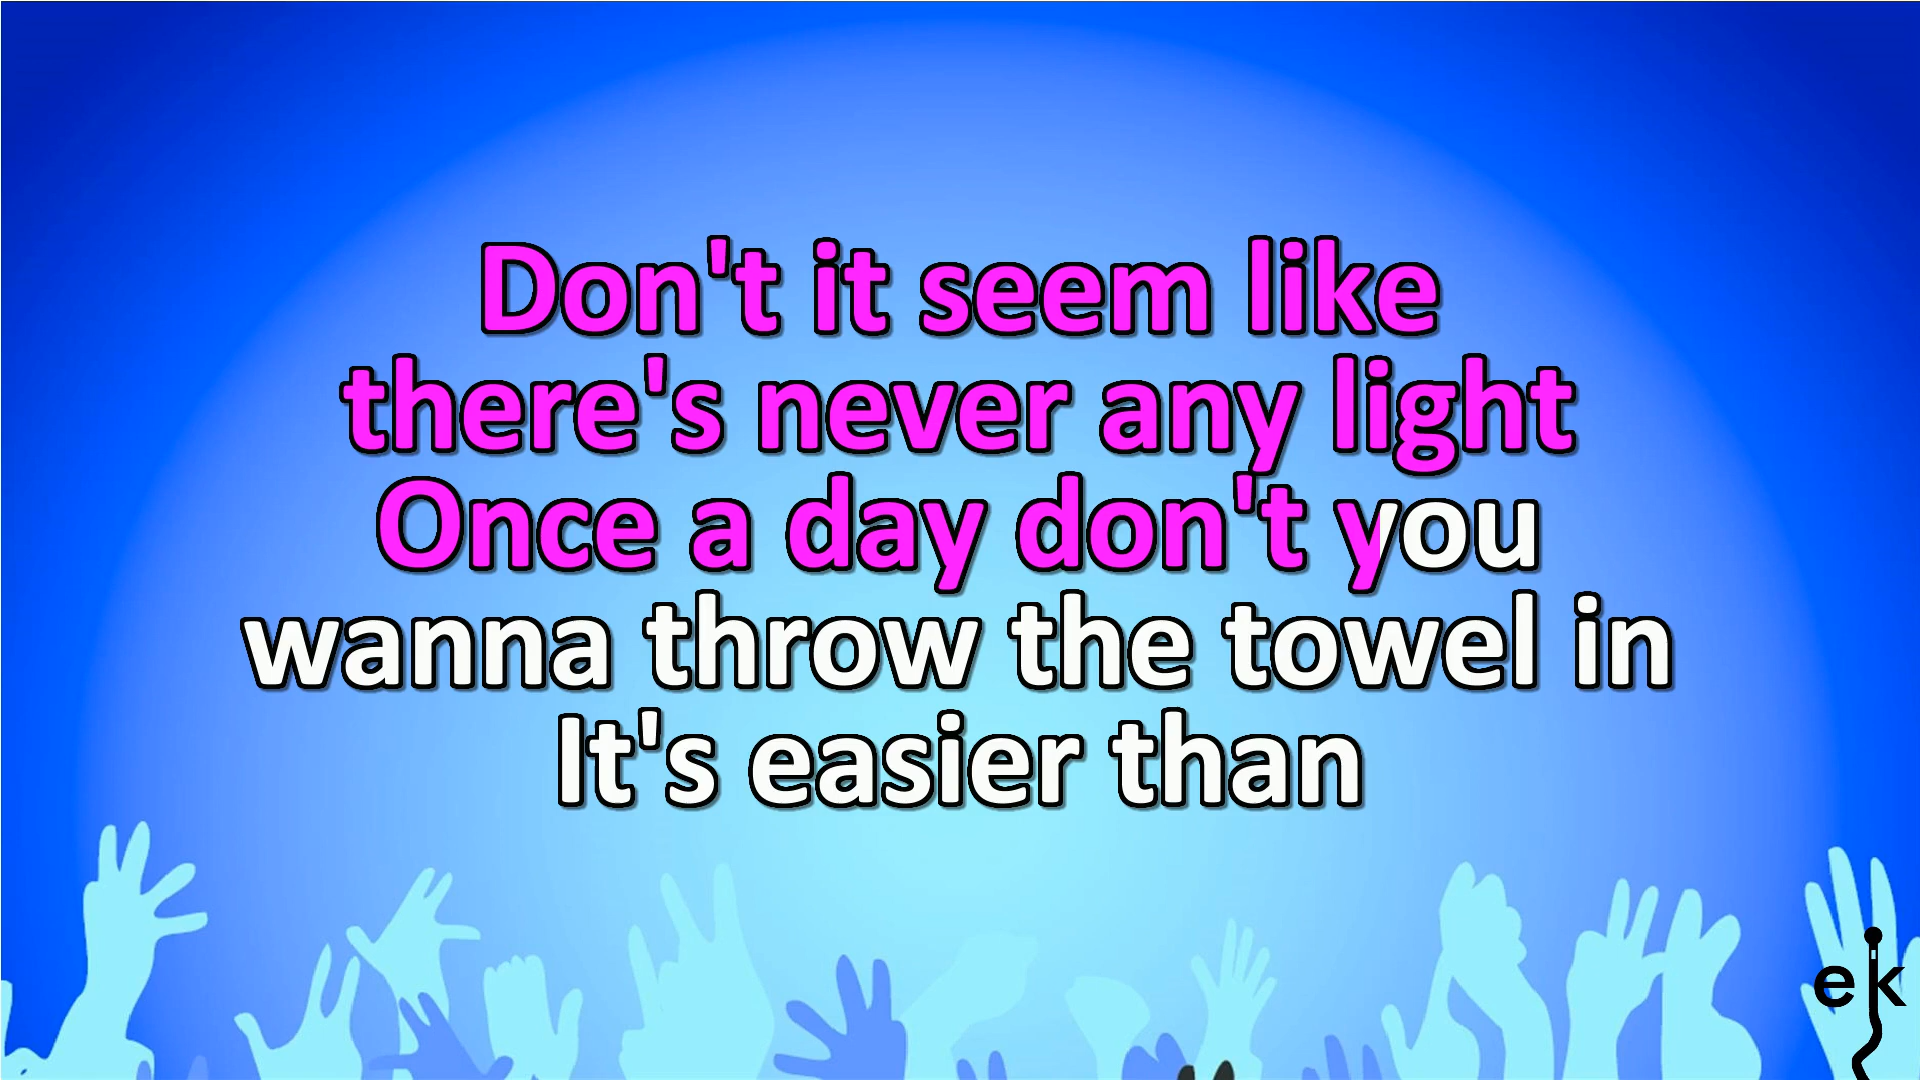 Don't it seem like
there's never any light
Once a day don't you
wanna throw the towel in
It's easier than
ek